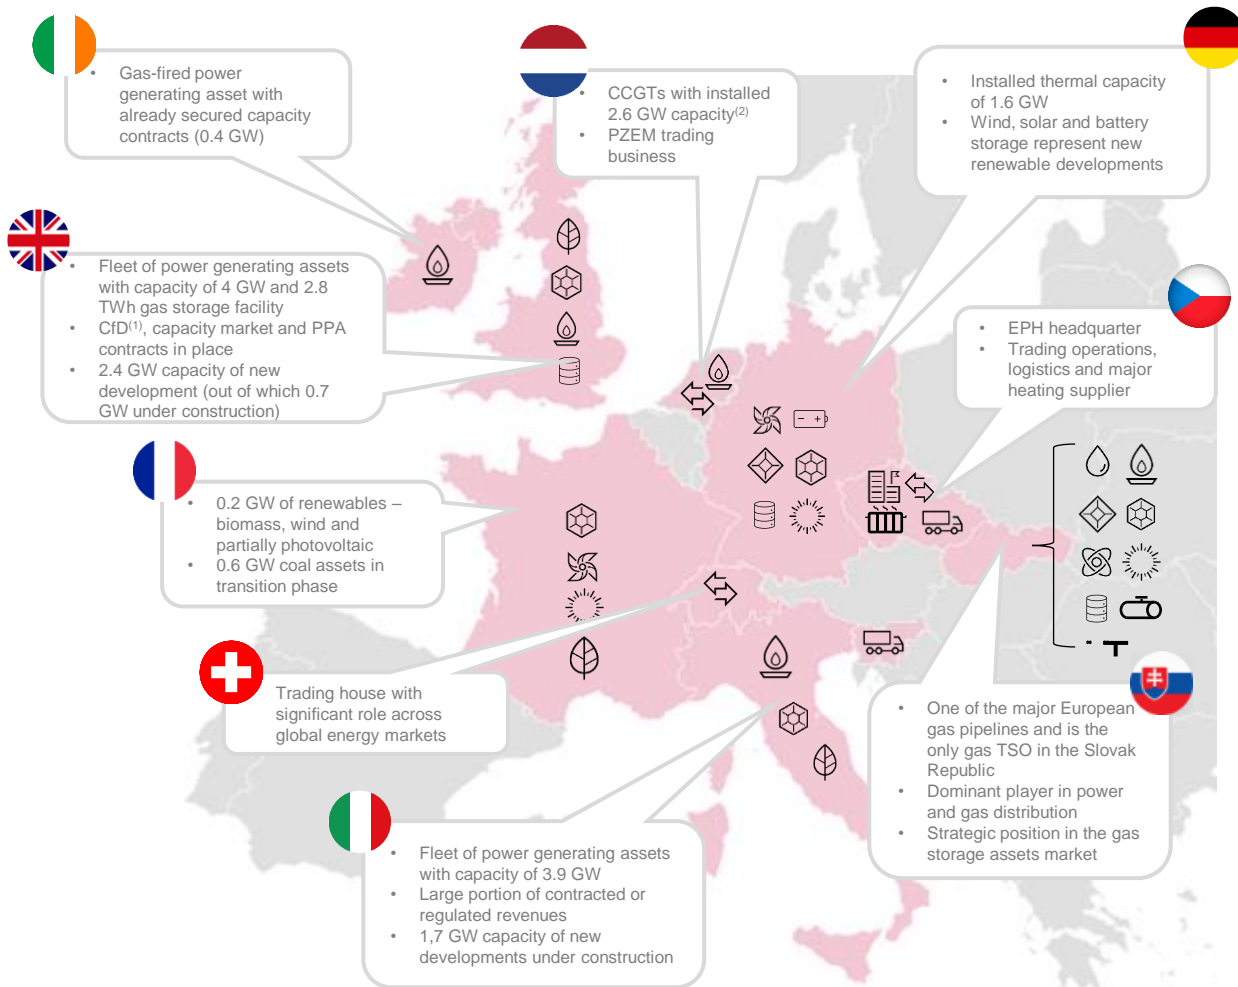 • Gas-fired power
generating asset with
already secured capacity
contracts (0.4 GW)
• CCGTs with installed
2.6 GW capacity(2)
• PZEM trading
business
• Installed thermal capacity
of 1.6 GW
• Wind, solar and battery
storage represent new
renewable developments
• Fleet of power generating assets
with capacity of 4 GW and 2.8
TWh gas storage facility
• CfD(1), capacity market and PPA
contracts in place
• 2.4 GW capacity of new
development (out of which 0.7
GW under construction)
• EPH headquarter
• Trading operations,
logistics and major
heating supplier
• 0.2 GW of renewables –
biomass, wind and
partially photovoltaic
• 0.6 GW coal assets in
transition phase
Trading house with
significant role across
global energy markets
• One of the major European
gas pipelines and is the
only gas TSO in the Slovak
Republic
• Dominant player in power
and gas distribution
• Strategic position in the gas
storage assets market
• Fleet of power generating assets
with capacity of 3.9 GW
• Large portion of contracted or
regulated revenues
• 1,7 GW capacity of new
developments under construction